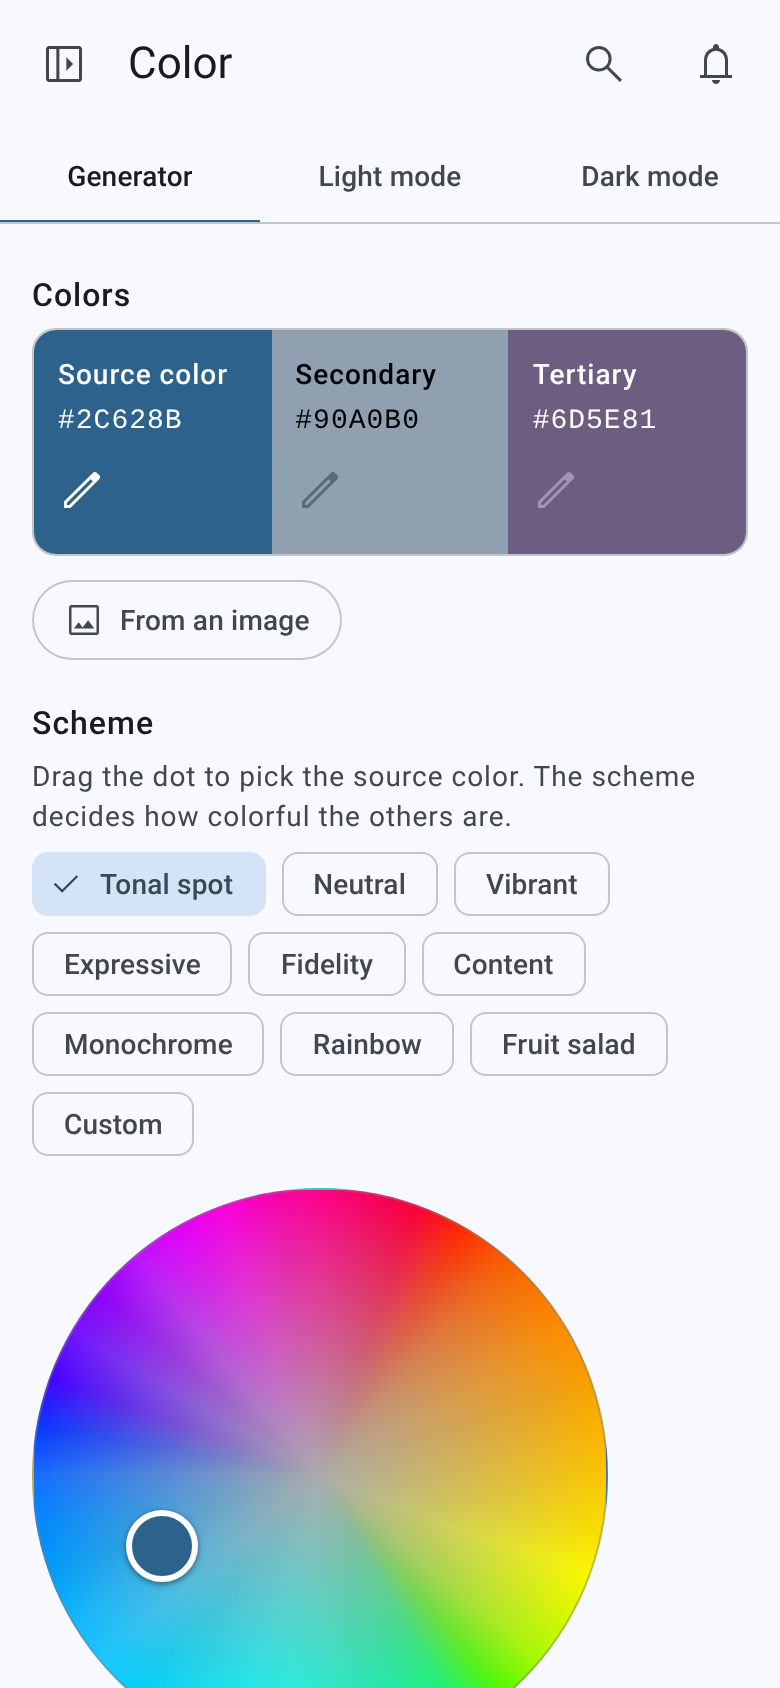 Color
Generator
Light mode
Dark mode
Colors
Source color
#2C628B
Secondary
#90A0B0
Tertiary
#6D5E81
From an image
Scheme
Drag the dot to pick the source color. The scheme
decides how colorful the others are.
Tonal spot
Neutral
Vibrant
Expressive
Fidelity
Content
Monochrome
Rainbow
Fruit salad
Custom